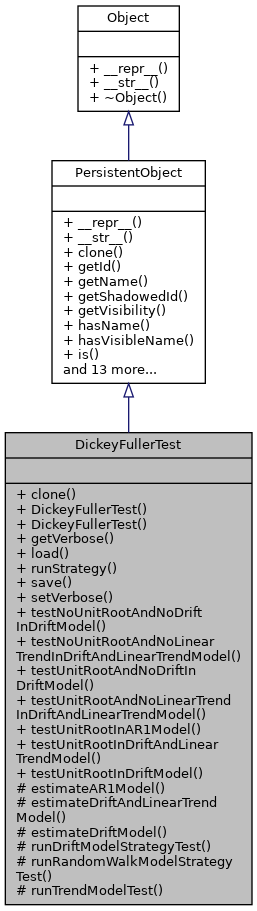 Object
+ __repr__()
+ __str__()
+ ~Object()
PersistentObject
+ __repr__()
+ __str__()
+ clone()
+ getId()
+ getName()
+ getShadowedId()
+ getVisibility()
+ hasName()
+ hasVisibleName()
+ is()
and 13 more...
DickeyFullerTest
+ clone()
+ DickeyFullerTest()
+ DickeyFullerTest()
+ getVerbose()
+ load()
+ runStrategy()
+ save()
+ setVerbose()
+ testNoUnitRootAndNoDrift
InDriftModel()
+ testNoUnitRootAndNoLinear
TrendInDriftAndLinearTrendModel()
+ testUnitRootAndNoDriftIn
DriftModel()
+ testUnitRootAndNoLinearTrend
InDriftAndLinearTrendModel()
+ testUnitRootInAR1Model()
+ testUnitRootInDriftAndLinear
TrendModel()
+ testUnitRootInDriftModel()
# estimateAR1Model()
# estimateDriftAndLinearTrend
Model()
# estimateDriftModel()
# runDriftModelStrategyTest()
# runRandomWalkModelStrategy
Test()
# runTrendModelTest()